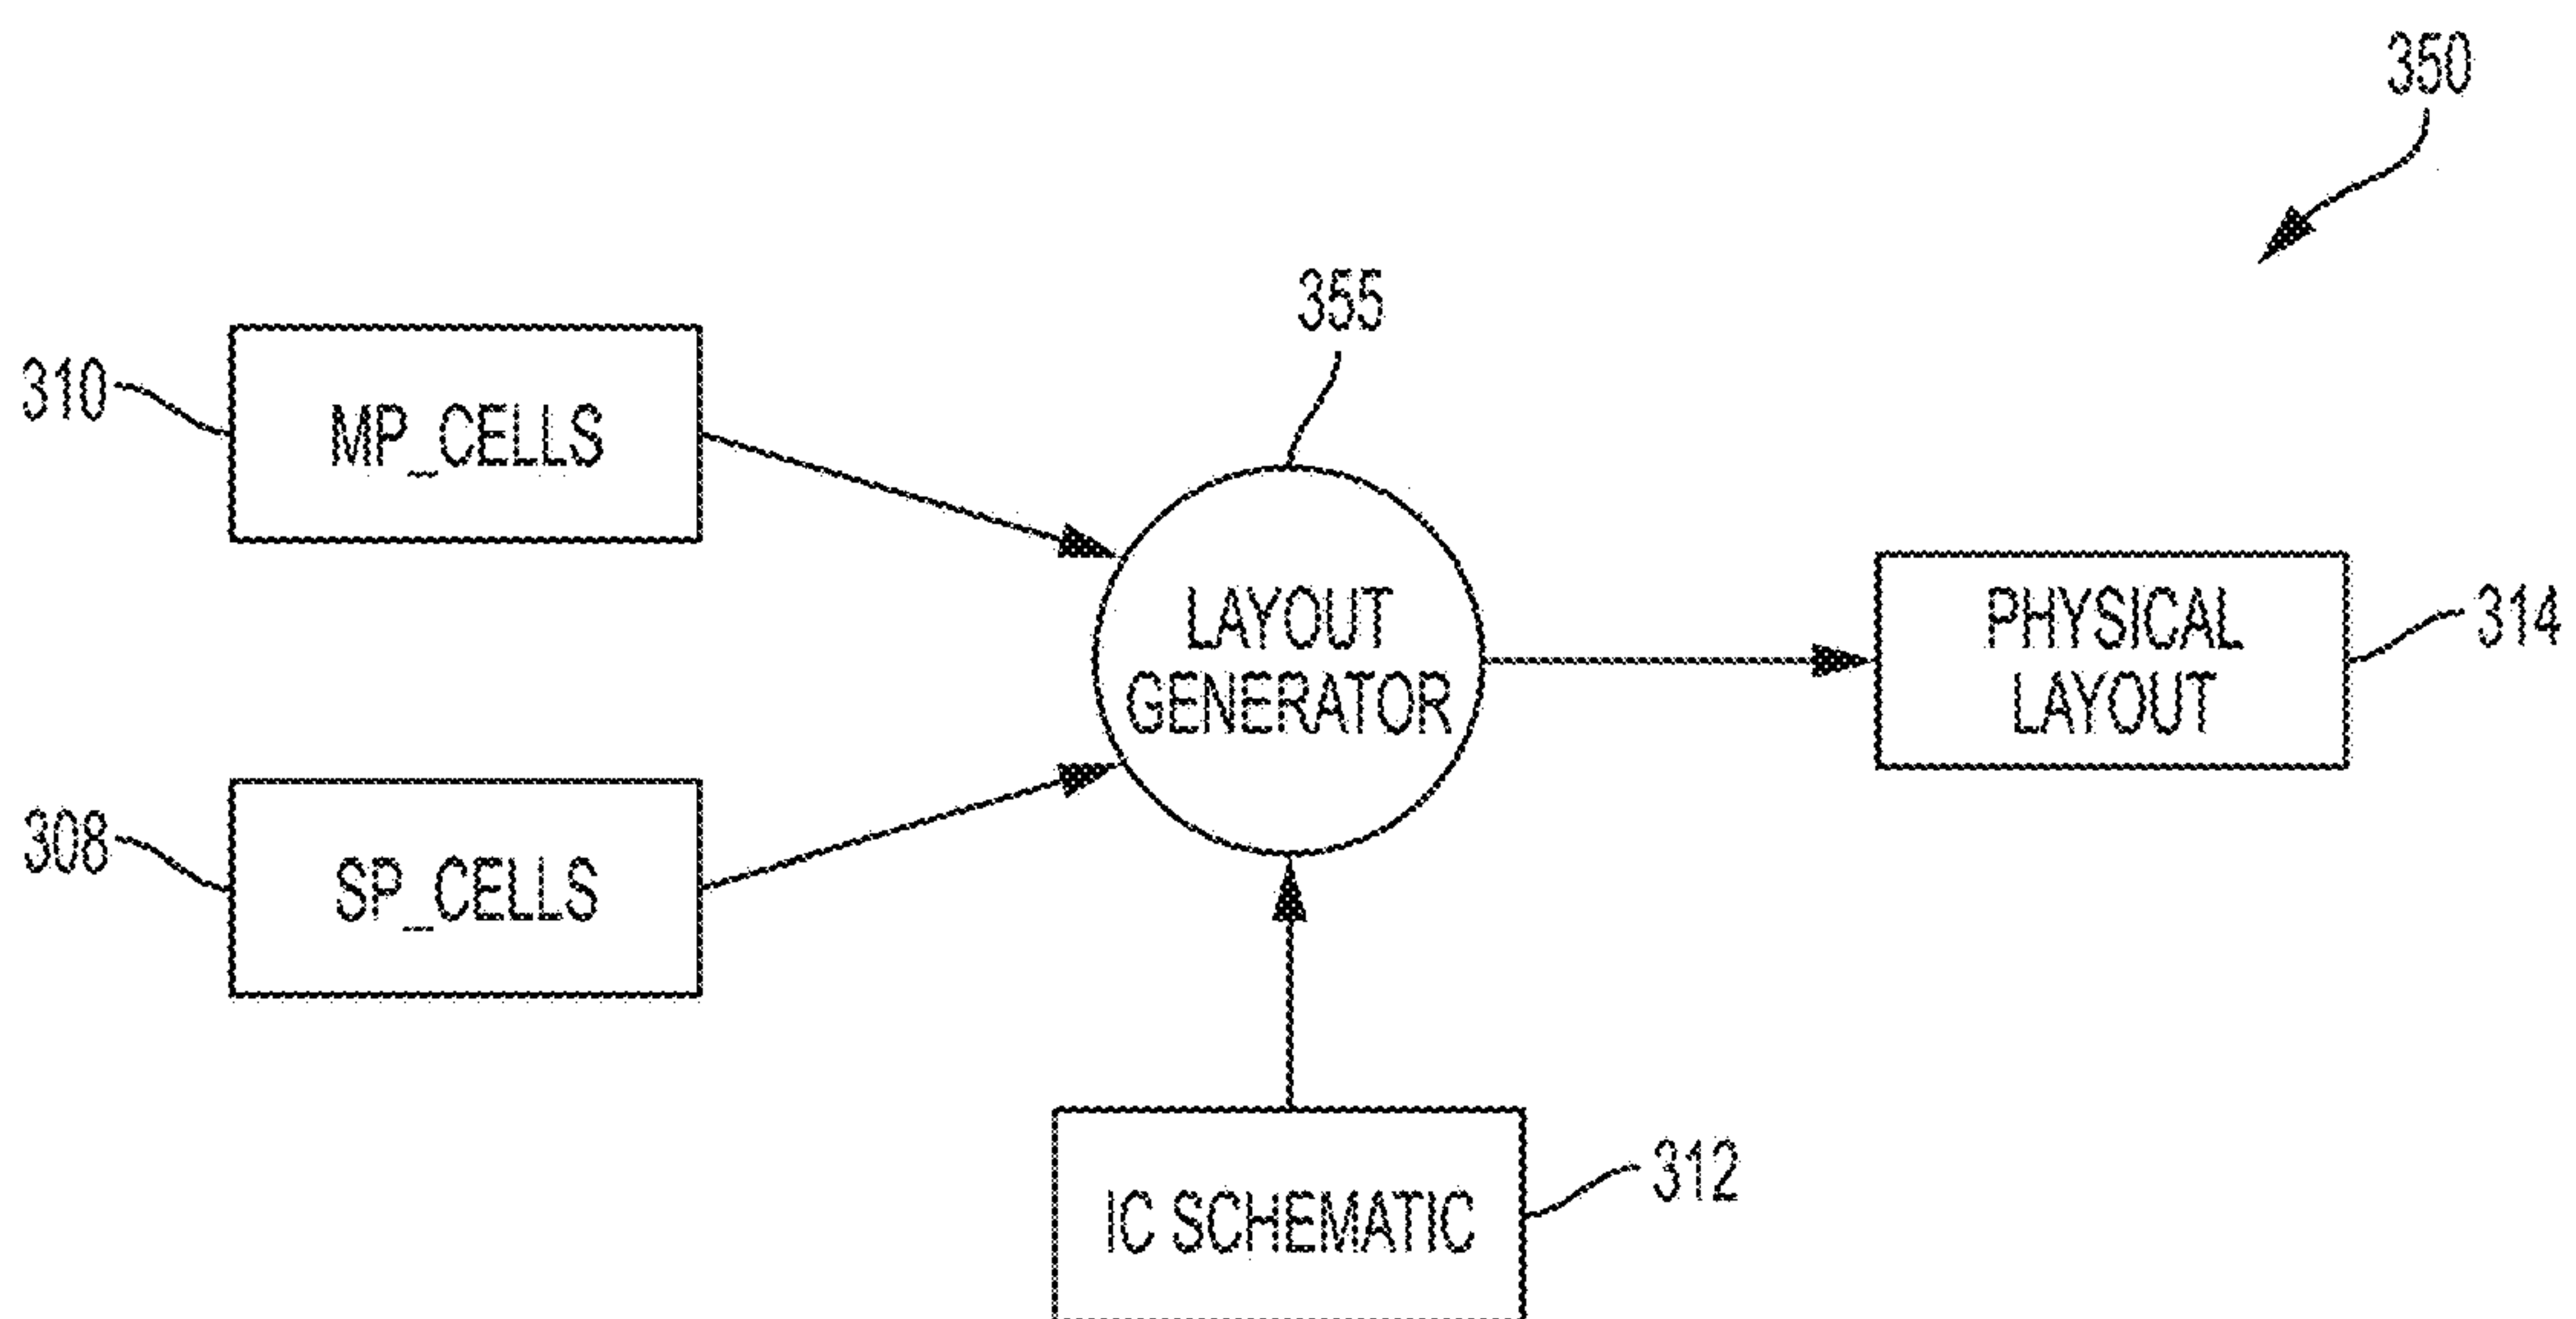 350
355
310
MP_CELLS
LAYOUT
GENERATOR
PHYSICAL
LAYOUT
314
308
SP_CELLS
IC SCHEMATIC
312